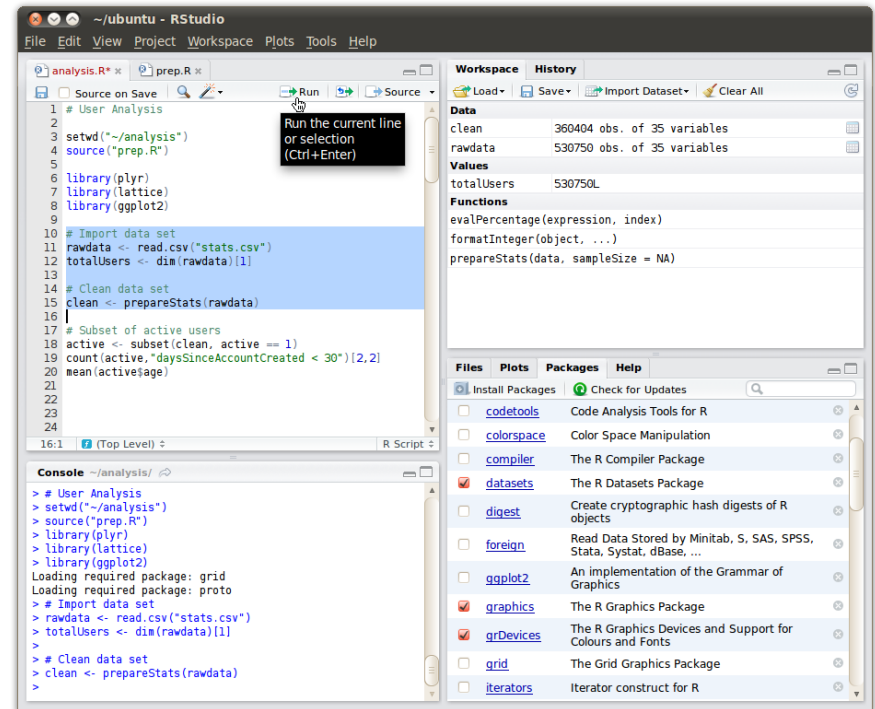 ~/ubuntu - RStudio
File Edit View Project Workspace Plots Tools Help
analysis.R* × prep.R ×
Source on Save Run Source
1 # User Analysis
2
3 setwd("~/analysis")
4 source("prep.R")
5
6 library(plyr)
7 library(lattice)
8 library(ggplot2)
9
10 # Import data set
11 rawdata <- read.csv("stats.csv")
12 totalUsers <- dim(rawdata)[1]
13
14 # Clean data set
15 clean <- prepareStats(rawdata)
16
17 # Subset of active users
18 active <- subset(clean, active == 1)
19 count(active,"daysSinceAccountCreated < 30")[2,2]
20 mean(active$age)
21
22
23
24
Run the current line
or selection
(Ctrl+Enter)
16:1 (Top Level) R Script
Console ~/analysis/
> # User Analysis
> setwd("~/analysis")
> source("prep.R")
> library(plyr)
> library(lattice)
> library(ggplot2)
Loading required package: grid
Loading required package: proto
> # Import data set
> rawdata <- read.csv("stats.csv")
> totalUsers <- dim(rawdata)[1]
>
> # Clean data set
> clean <- prepareStats(rawdata)
>
Workspace History
Load Save Import Dataset Clear All
Data
clean 360404 obs. of 35 variables
rawdata 530750 obs. of 35 variables
Values
totalUsers 530750L
Functions
evalPercentage(expression, index)
formatInteger(object, ...)
prepareStats(data, sampleSize = NA)
Files Plots Packages Help
Install Packages Check for Updates
codetools Code Analysis Tools for R
colorspace Color Space Manipulation
compiler The R Compiler Package
datasets The R Datasets Package
digest Create cryptographic hash digests of R
objects
foreign Read Data Stored by Minitab, S, SAS, SPSS,
Stata, Systat, dBase, ...
ggplot2 An implementation of the Grammar of
Graphics
graphics The R Graphics Package
grDevices The R Graphics Devices and Support for
Colours and Fonts
grid The Grid Graphics Package
iterators Iterator construct for R